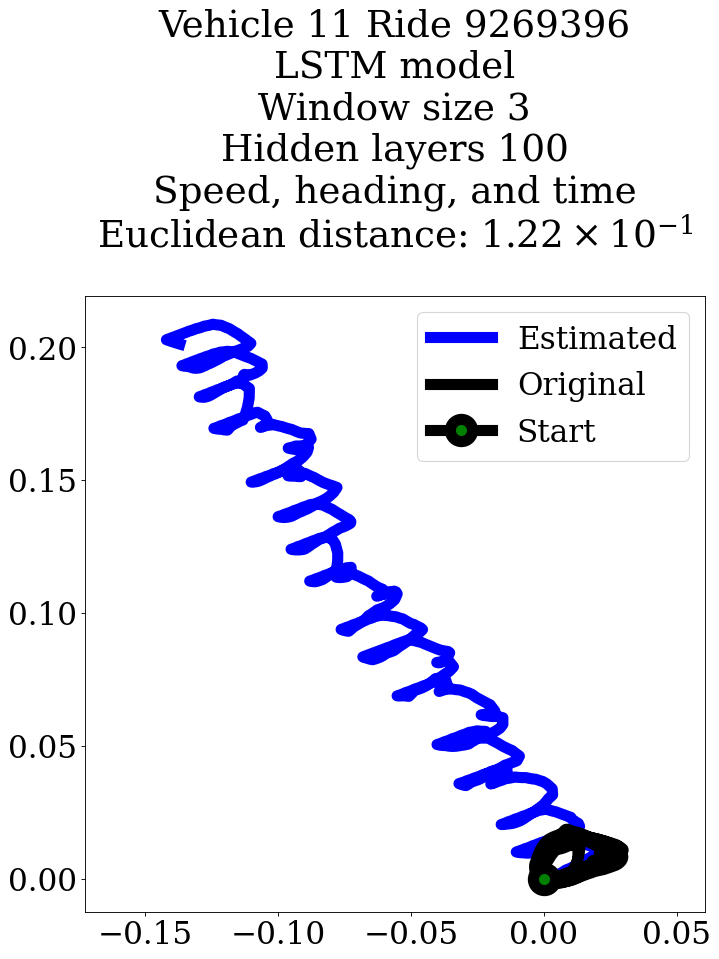 Vehicle 11 Ride 9269396
LSTM model
Window size 3
Hidden layers 100
Speed, heading, and time
Euclidean distance: 1.22 × 10⁻¹
Estimated
Original
Start
0.20
0.15
0.10
0.05
0.00
−0.15 −0.10 −0.05 0.00 0.05